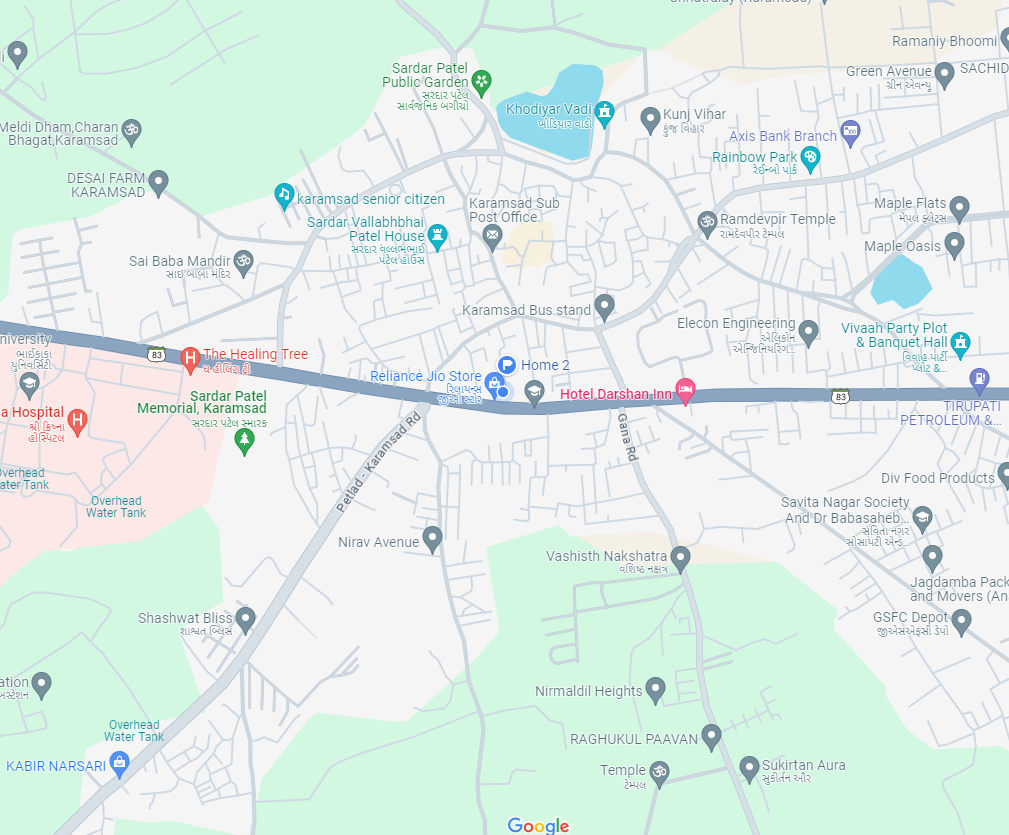 Ramaniy Bhoomi
Sardar Patel
Public Garden
સરદાર પટેલ
સાર્વજનિક બગીચો
Green Avenue
ગ્રીન એવન્યૂ
SACHID
Khodiyar Vadi
ખોડિયાર વાડી
Kunj Vihar
કુંજ વિહાર
Meldi Dham,Charan
Bhagat,Karamsad
Axis Bank Branch
Rainbow Park
રેઈન્બો પાર્ક
DESAI FARM
KARAMSAD
karamsad senior citizen
Karamsad Sub
Post Office
Maple Flats
મેપલ ફ્લેટ્સ
Sardar Vallabhbhai
Patel House
સરદાર વલ્લભભાઈ
પટેલ હાઉસ
Ramdevpir Temple
રામદેવપીર ટેમ્પલ
Maple Oasis
Sai Baba Mandir
સાઇ બાબા મંદિર
Karamsad Bus stand
Elecon Engineering
એલિકોન
એન્જિનિયરિંગ...
Vivaah Party Plot
& Banquet Hall
વિવાહ પાર્ટી
પ્લોટ &...
niversity
ભાઈકાકા
યુનિવર્સિટી
83
The Healing Tree
ધ હીલિંગ ટ્રી
Home 2
Reliance Jio Store
રિલાયન્સ
જીઓ સ્ટોર
Hotel Darshan Inn
83
TIRUPATI
PETROLEUM &...
Sardar Patel
Memorial, Karamsad
સરદાર પટેલ સ્મારક
a Hospital
શ્રી ક્રિષ્ના
હોસ્પિટલ
Petlad - Karamsad Rd
Gana Rd
Overhead
ater Tank
Overhead
Water Tank
Div Food Products
Savita Nagar Society
And Dr Babasaheb...
સવિતા નગર
સોસાયટી એન્ડ...
Nirav Avenue
Vashisth Nakshatra
વશિષ્ઠ નક્ષત્ર
Jagdamba Pack
and Movers (An
Shashwat Bliss
શાશ્વત બ્લિસ
GSFC Depot
જીએસએફસી ડેપો
ation
Nirmaldil Heights
Overhead
Water Tank
RAGHUKUL PAAVAN
KABIR NARSARI
Temple
ટેમ્પલ
Sukirtan Aura
સુકીર્તન ઔરા
Google